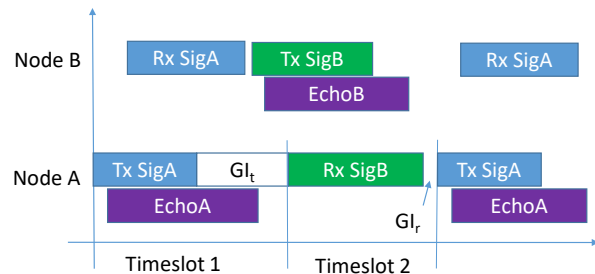 Node B
Rx SigA
Tx SigB
Rx SigA
EchoB
Node A
Tx SigA
GIt
Rx SigB
Tx SigA
EchoA
GIr
EchoA
Timeslot 1
Timeslot 2